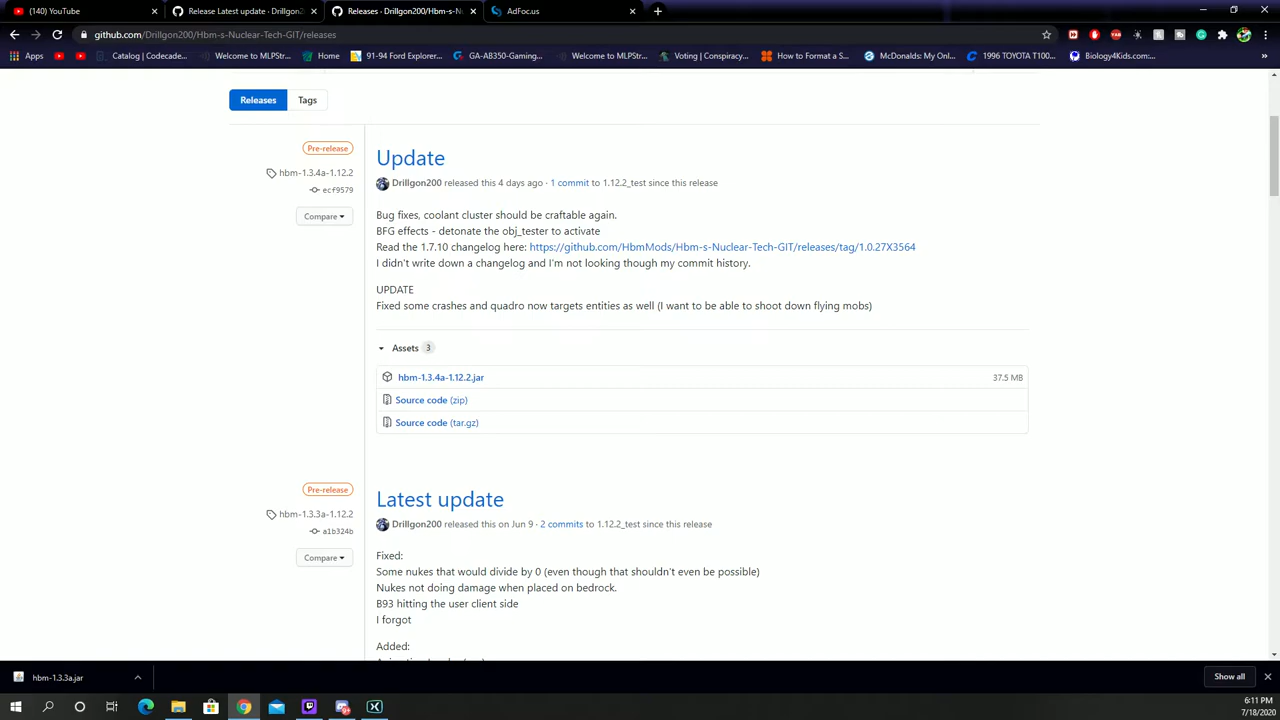 (140) YouTube
Release Latest update · Drillgon2
Releases · Drillgon200/Hbm-s-N
AdFoc.us
github.com/Drillgon200/Hbm-s-Nuclear-Tech-GIT/releases
Apps
Catalog | Codecade...
Welcome to MLPStr...
Home
91-94 Ford Explorer...
GA-AB350-Gaming...
Welcome to MLPStr...
Voting | Conspiracy...
How to Format a S...
McDonalds: My Onl...
1996 TOYOTA T100...
Biology4Kids.com:...
Releases
Tags
Pre-release
hbm-1.3.4a-1.12.2
ecf9579
Compare
Update
Drillgon200 released this 4 days ago · 1 commit to 1.12.2_test since this release
Bug fixes, coolant cluster should be craftable again.
BFG effects - detonate the obj_tester to activate
Read the 1.7.10 changelog here: https://github.com/HbmMods/Hbm-s-Nuclear-Tech-GIT/releases/tag/1.0.27X3564
I didn't write down a changelog and I'm not looking though my commit history.
UPDATE
Fixed some crashes and quadro now targets entities as well (I want to be able to shoot down flying mobs)
Assets 3
hbm-1.3.4a-1.12.2.jar 37.5 MB
Source code (zip)
Source code (tar.gz)
Pre-release
hbm-1.3.3a-1.12.2
a1b324b
Compare
Latest update
Drillgon200 released this on Jun 9 · 2 commits to 1.12.2_test since this release
Fixed:
Some nukes that would divide by 0 (even though that shouldn't even be possible)
Nukes not doing damage when placed on bedrock.
B93 hitting the user client side
I forgot
Added:
hbm-1.3.3a.jar
Show all
6:11 PM
7/18/2020